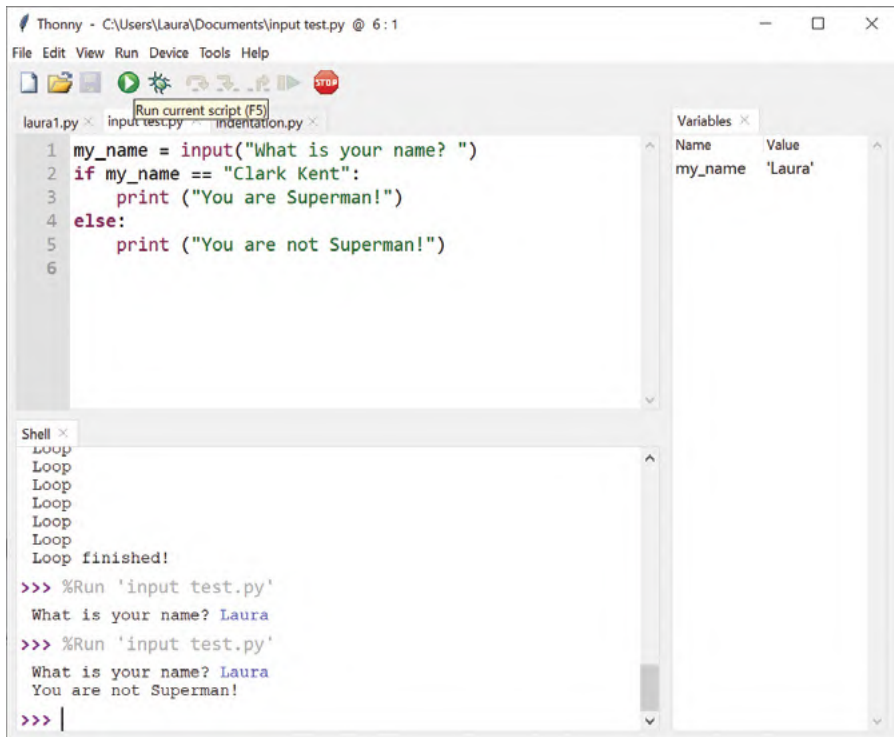 Thonny - C:\Users\Laura\Documents\input test.py @ 6 : 1
File Edit View Run Device Tools Help
STOP
Run current script (F5)
laura1.py × input test.py × indentation.py ×
1 my_name = input("What is your name? ")
2 if my_name == "Clark Kent":
3     print ("You are Superman!")
4 else:
5     print ("You are not Superman!")
6
Variables ×
Name Value
my_name 'Laura'
Shell ×
Loop
Loop
Loop
Loop
Loop
Loop
Loop finished!
>>> %Run 'input test.py'
What is your name? Laura
>>> %Run 'input test.py'
What is your name? Laura
You are not Superman!
>>>